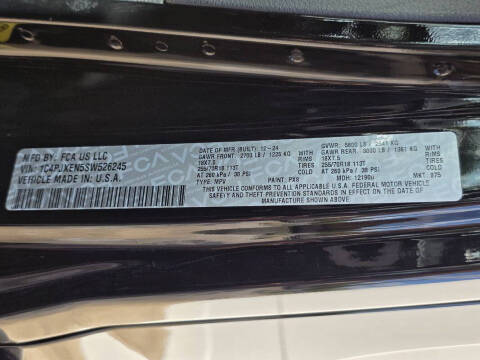 MFD BY: FCA US LLC
VIN: 1C4PJXEN5SW526245
VEHICLE MADE IN U.S.A.
DATE OF MFR (BUILT): 12-24
GVWR: 5600 LB / 2541 KG
GAWR FRONT: 2700 LB / 1225 KG WITH
GAWR REAR: 3000 LB / 1361 KG WITH
18X7.5 RIMS
18X7.5 RIMS
255/70R18 113T TIRES
255/70R18 113T TIRES
AT 260 kPa / 38 PSI COLD
AT 260 kPa / 38 PSI COLD
TYPE: MPV PAINT: PX8 MDH: MKT: 875
THIS VEHICLE CONFORMS TO ALL APPLICABLE U.S.A. FEDERAL MOTOR VEHICLE
SAFETY AND THEFT PREVENTION STANDARDS IN EFFECT ON THE DATE OF
MANUFACTURE SHOWN ABOVE.